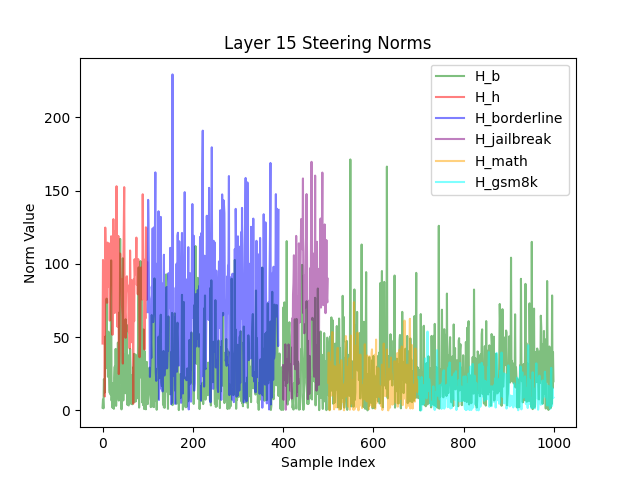 Layer 15 Steering Norms
H_b
H_h
H_borderline
H_jailbreak
H_math
H_gsm8k
200
150
100
50
0
Norm Value
0 200 400 600 800 1000
Sample Index